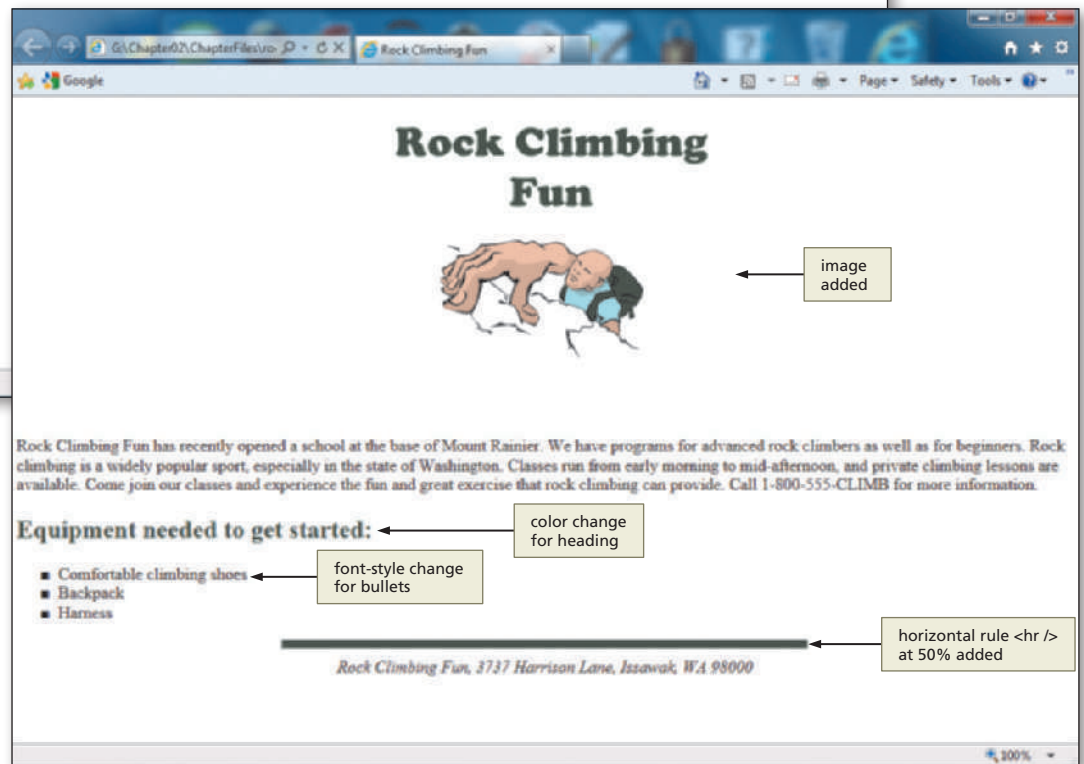 G:\Chapter02\ChapterFiles\ro
Rock Climbing Fun
Google
Page
Safety
Tools
Rock Climbing
Fun
image
added
Rock Climbing Fun has recently opened a school at the base of Mount Rainier. We have programs for advanced rock climbers as well as for beginners. Rock
climbing is a widely popular sport, especially in the state of Washington. Classes run from early morning to mid-afternoon, and private climbing lessons are
available. Come join our classes and experience the fun and great exercise that rock climbing can provide. Call 1-800-555-CLIMB for more information.
Equipment needed to get started:
color change
for heading
Comfortable climbing shoes
font-style change
for bullets
Backpack
Harness
horizontal rule <hr />
at 50% added
Rock Climbing Fun, 3737 Harrison Lane, Issawak, WA 98000
100%